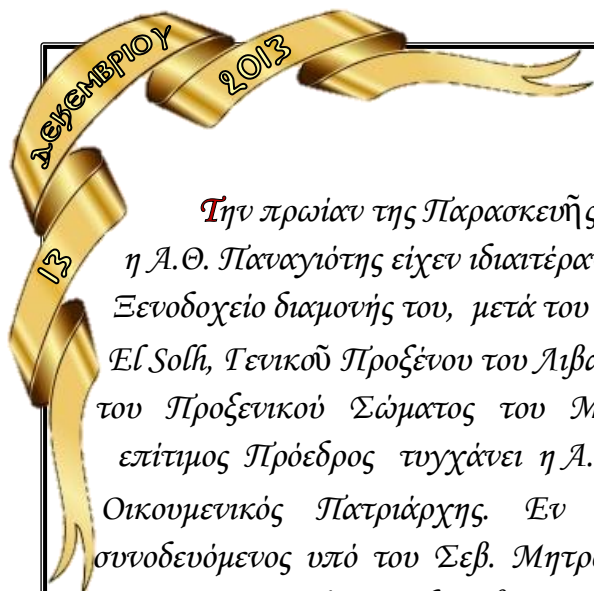 13
ΔΕΚΕΜΒΡΙΟΥ
2013
Την πρωίαν της Παρασκευῆς
η Α.Θ. Παναγιότης είχεν ιδιαιτέρα
Ξενοδοχείο διαμονής του, μετά του
El Solh, Γενικοῦ Προξένου του Λιβα
του Προξενικού Σώματος του Μ
επίτιμος Πρόεδρος τυγχάνει η Α.
Οικουμενικός Πατριάρχης. Εν
συνοδευόμενος υπό του Σεβ. Μητρ